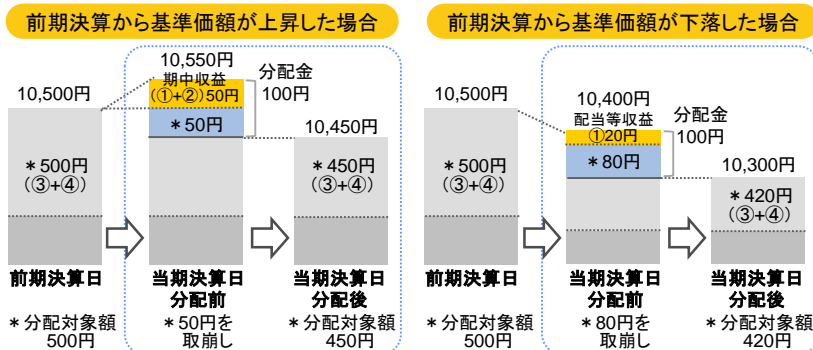 前期決算から基準価額が上昇した場合
10,500円
＊500円
(③+④)
前期決算日
＊分配対象額
500円
10,550円
期中収益
(①+②)50円
＊50円
分配金
100円
当期決算日
分配前
＊50円を
取崩し
10,450円
＊450円
(③+④)
当期決算日
分配後
＊分配対象額
450円
前期決算から基準価額が下落した場合
10,500円
＊500円
(③+④)
前期決算日
＊分配対象額
500円
10,400円
配当等収益
①20円
＊80円
分配金
100円
当期決算日
分配前
＊80円を
取崩し
10,300円
＊420円
(③+④)
当期決算日
分配後
＊分配対象額
420円